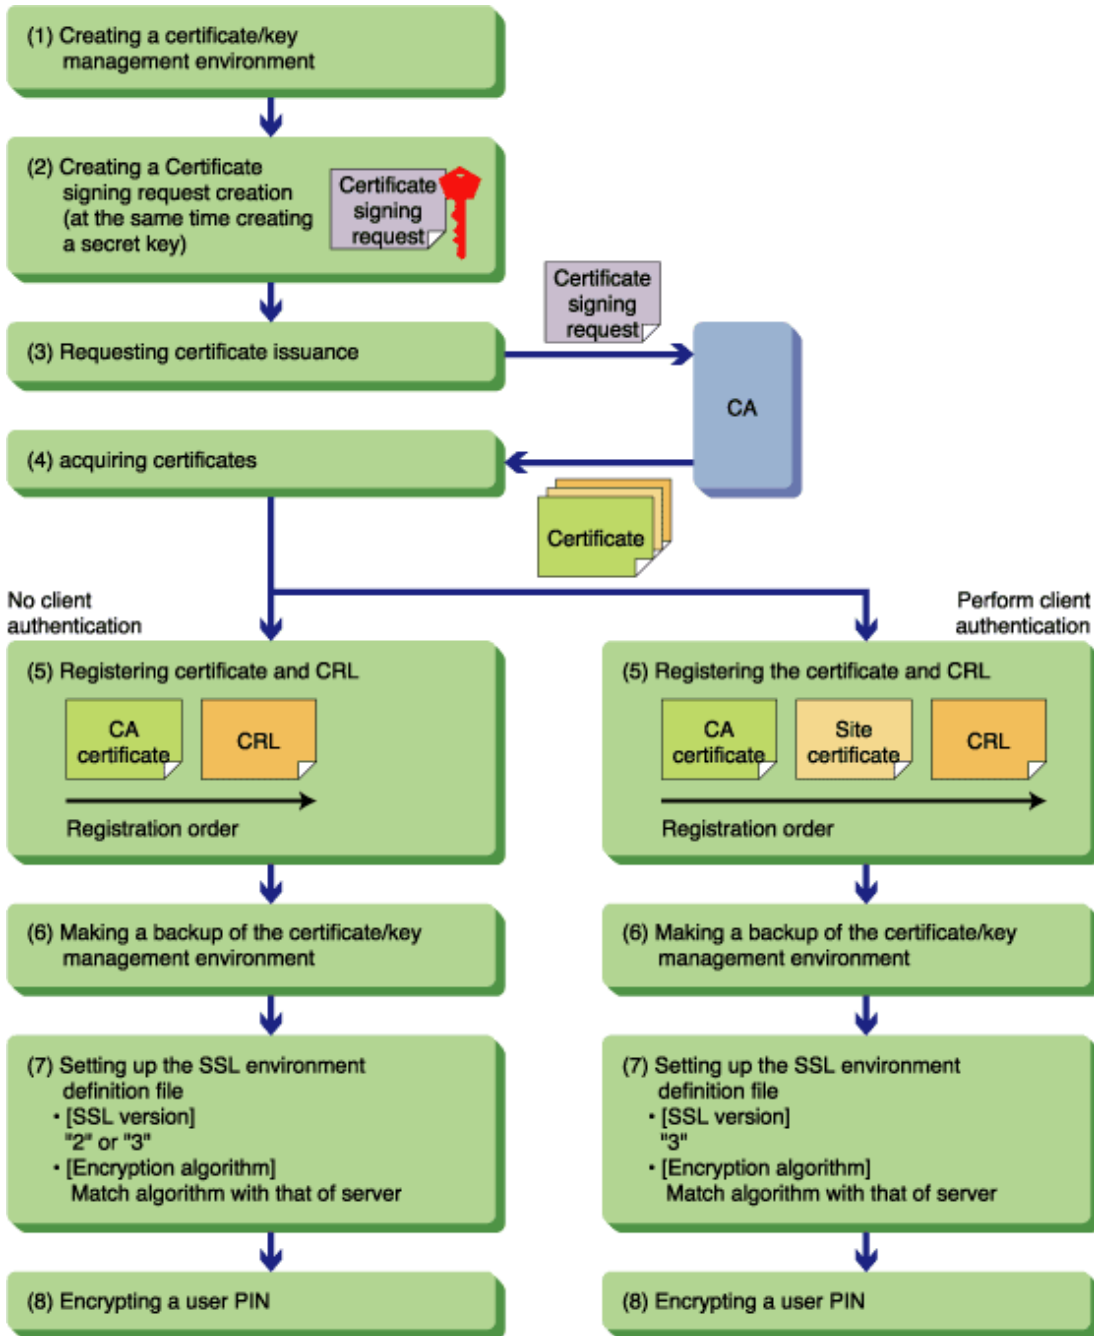 (1) Creating a certificate/key
management environment
(2) Creating a Certificate
signing request creation
(at the same time creating
a secret key)
Certificate
signing
request
Certificate
signing
request
(3) Requesting certificate issuance
CA
(4) acquiring certificates
Certificate
No client
authentication
Perform client
authentication
(5) Registering certificate and CRL
CA
certificate
CRL
Registration order
(5) Registering the certificate and CRL
CA
certificate
Site
certificate
CRL
Registration order
(6) Making a backup of the certificate/key
management environment
(6) Making a backup of the certificate/key
management environment
(7) Setting up the SSL environment
definition file
・[SSL version]
"2" or "3"
・[Encryption algorithm]
Match algorithm with that of server
(7) Setting up the SSL environment
definition file
・[SSL version]
"3"
・[Encryption algorithm]
Match algorithm with that of server
(8) Encrypting a user PIN
(8) Encrypting a user PIN